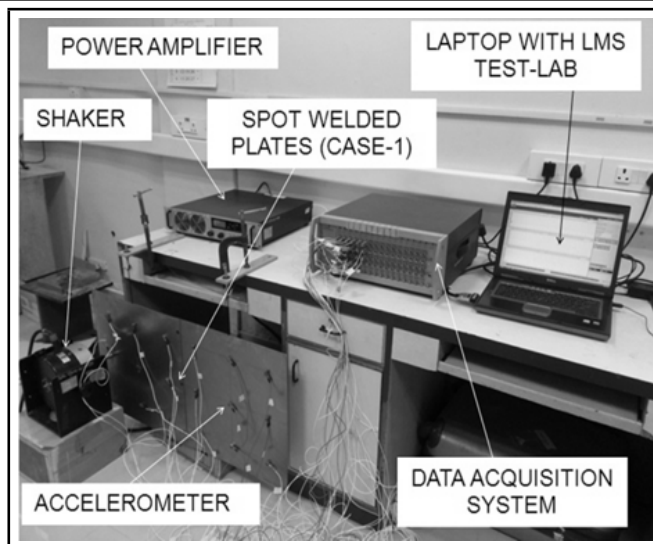 POWER AMPLIFIER
LAPTOP WITH LMS
TEST-LAB
SHAKER
SPOT WELDED
PLATES (CASE-1)
ACCELEROMETER
DATA ACQUISITION
SYSTEM